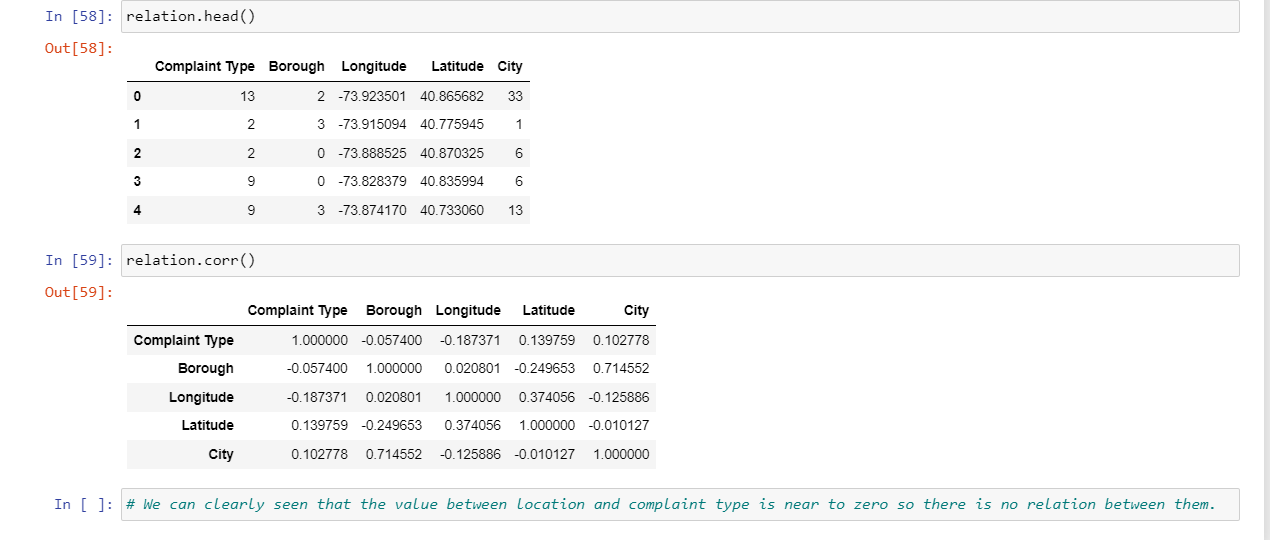 In [58]: relation.head()
Out[58]:
Complaint Type Borough Longitude Latitude City
0 13 2 -73.923501 40.865682 33
1 2 3 -73.915094 40.775945 1
2 2 0 -73.888525 40.870325 6
3 9 0 -73.828379 40.835994 6
4 9 3 -73.874170 40.733060 13
In [59]: relation.corr()
Out[59]:
Complaint Type Borough Longitude Latitude City
Complaint Type 1.000000 -0.057400 -0.187371 0.139759 0.102778
Borough -0.057400 1.000000 0.020801 -0.249653 0.714552
Longitude -0.187371 0.020801 1.000000 0.374056 -0.125886
Latitude 0.139759 -0.249653 0.374056 1.000000 -0.010127
City 0.102778 0.714552 -0.125886 -0.010127 1.000000
In [ ]: # We can clearly seen that the value between location and complaint type is near to zero so there is no relation between them.